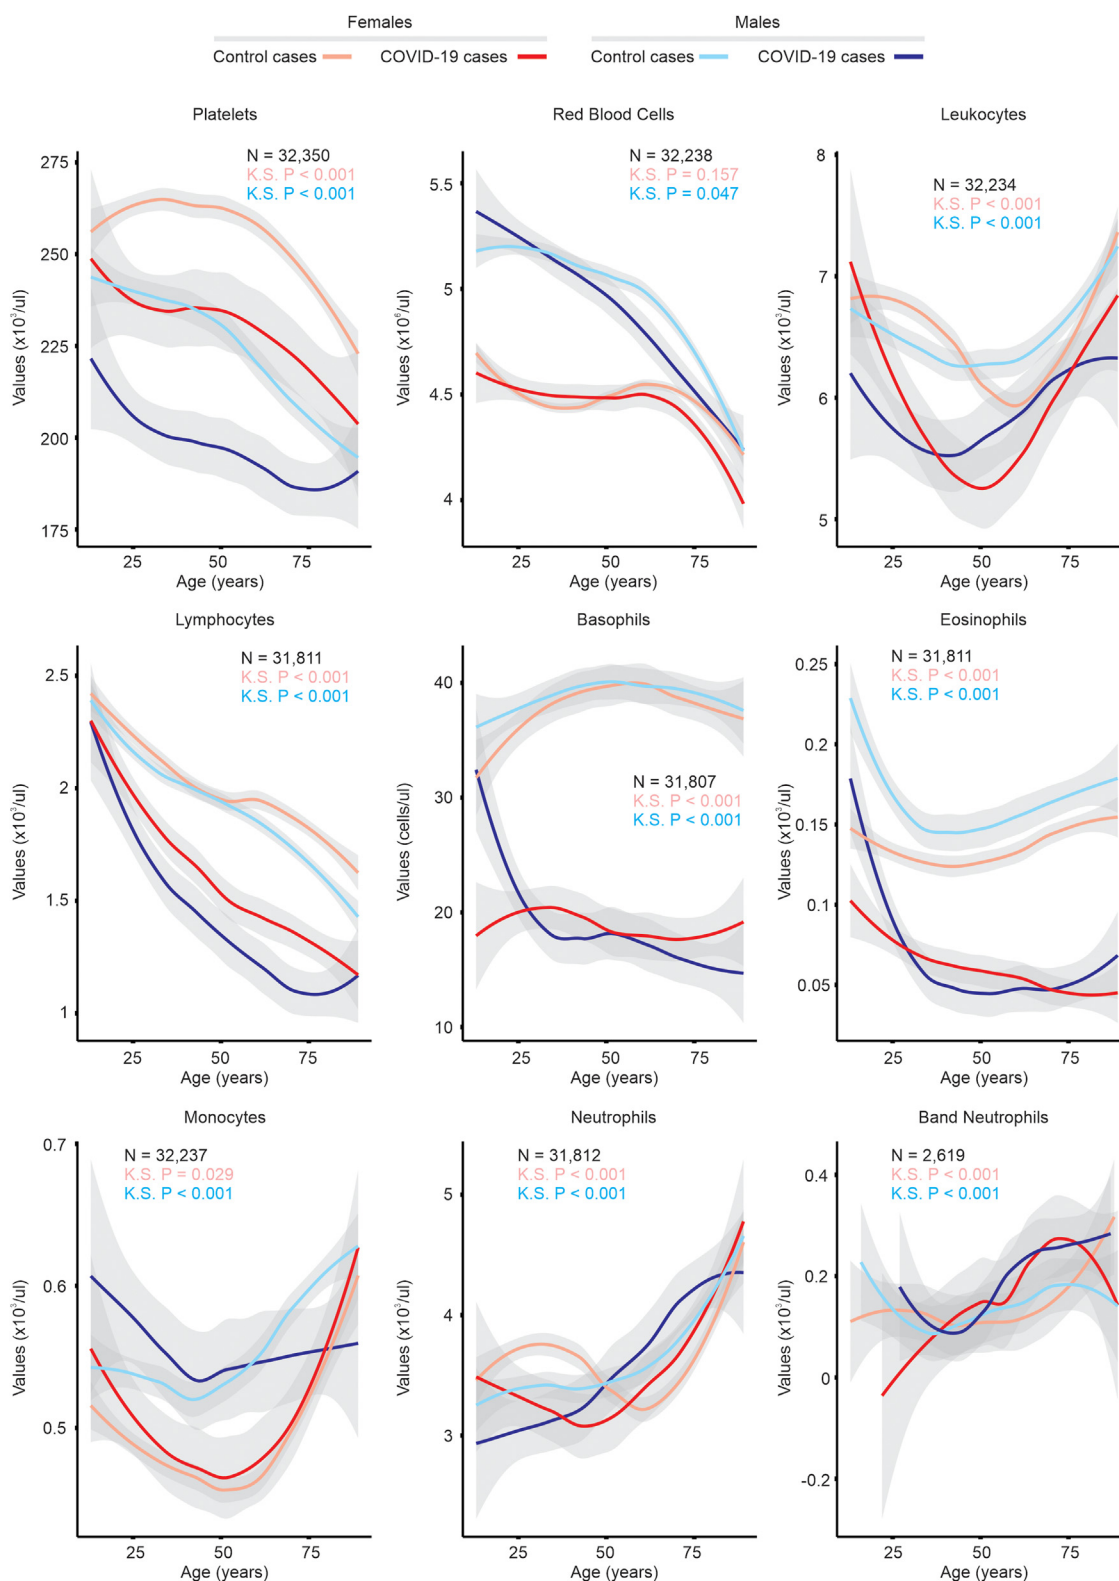 Females Males
Control cases COVID-19 cases Control cases COVID-19 cases
Platelets
N = 32,350
K.S. P < 0.001
K.S. P < 0.001
Values (x10³/ul)
275
250
225
200
175
25 50 75
Age (years)
Red Blood Cells
N = 32,238
K.S. P = 0.157
K.S. P = 0.047
Values (x10⁶/ul)
5.5
5
4.5
4
25 50 75
Age (years)
Leukocytes
N = 32,234
K.S. P < 0.001
K.S. P < 0.001
Values (x10³/ul)
8
7
6
5
25 50 75
Age (years)
Lymphocytes
N = 31,811
K.S. P < 0.001
K.S. P < 0.001
Values (x10³/ul)
2.5
2
1.5
1
25 50 75
Age (years)
Basophils
N = 31,807
K.S. P < 0.001
K.S. P < 0.001
Values (cells/ul)
40
30
20
10
25 50 75
Age (years)
Eosinophils
N = 31,811
K.S. P < 0.001
K.S. P < 0.001
Values (x10³/ul)
0.25
0.2
0.15
0.1
0.05
25 50 75
Age (years)
Monocytes
N = 32,237
K.S. P = 0.029
K.S. P < 0.001
Values (x10³/ul)
0.7
0.6
0.5
25 50 75
Age (years)
Neutrophils
N = 31,812
K.S. P < 0.001
K.S. P < 0.001
Values (x10³/ul)
5
4
3
25 50 75
Age (years)
Band Neutrophils
N = 2,619
K.S. P < 0.001
K.S. P < 0.001
Values (x10³/ul)
0.4
0.2
0
-0.2
25 50 75
Age (years)